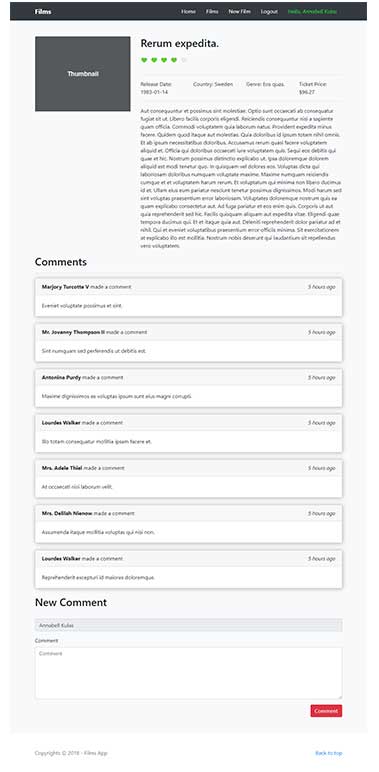 Films
Home Films New Film Logout Hello, Annabell Kulas
Thumbnail
Rerum expedita.
Release Date: Country: Sweden Genre: Eos quas. Ticket Price:
1983-01-14 $96.27
Aut consequuntur et possimus sint molestiae. Optio sunt occaecati ab consequatur
fugiat sit ut. Libero facilis corporis eligendi. Reiciendis consequuntur nisi a sapiente
quam officia. Commodi voluptatem quia laborum natus. Provident expedita minus
facere. Quidem quod itaque aut molestias. Quia doloribus id ipsum totam nihil omnis.
Et ab ipsum necessitatibus doloribus. Accusamus rerum quasi facere voluptatem
aliquid et. Officia qui doloribus occaecati iure voluptatem quis. Sequi eos debitis qui
quae et hic. Nostrum possimus distinctio explicabo ut. Ipsa doloremque dolorem
aliquid est modi tenetur quo. In quisquam vel dolores eos. Voluptas dicta qui
laboriosam doloribus numquam voluptate maxime. Maxime numquam reiciendis
cumque et et voluptatem harum rerum. Et voluptatum qui minima non libero ducimus
id et. Ullam eius eum pariatur nesciunt tenetur possimus dignissimos. Modi harum sed
sint voluptas praesentium error laboriosam. Voluptates doloremque nostrum quis ea
quam explicabo consectetur aut. Ad fuga pariatur et eos enim quis. Corporis ut aut
quia reprehenderit sed hic. Facilis quisquam aliquam aut expedita vitae. Eligendi quae
tempora ducimus qui. Et et itaque quia aut. Deleniti reprehenderit dolor pariatur ad et
nihil. Qui et eveniet voluptatibus praesentium error officia minima. Sit exercitationem
at explicabo illo est mollitia. Nostrum nobis deserunt qui laudantium sit repellendus
vero voluptatem.
Comments
Marjory Turcotte V made a comment 5 hours ago
Eveniet voluptate possimus et sint.
Mr. Jovanny Thompson II made a comment 5 hours ago
Sint numquam sed perferendis ut debitis est.
Antonina Purdy made a comment 5 hours ago
Maxime dignissimos ex voluptas ipsum sunt eius magni corrupti.
Lourdes Walker made a comment 5 hours ago
Illo totam consequatur mollitia ipsam facere et.
Mrs. Adele Thiel made a comment 5 hours ago
At occaecati nisi laborum velit.
Mrs. Delilah Nienow made a comment 5 hours ago
Assumenda itaque mollitia voluptas qui nisi non.
Lourdes Walker made a comment 5 hours ago
Reprehenderit excepturi id maiores doloremque.
New Comment
Annabell Kulas
Comment
Comment
Comment
Copyrights © 2018 - Films App Back to top